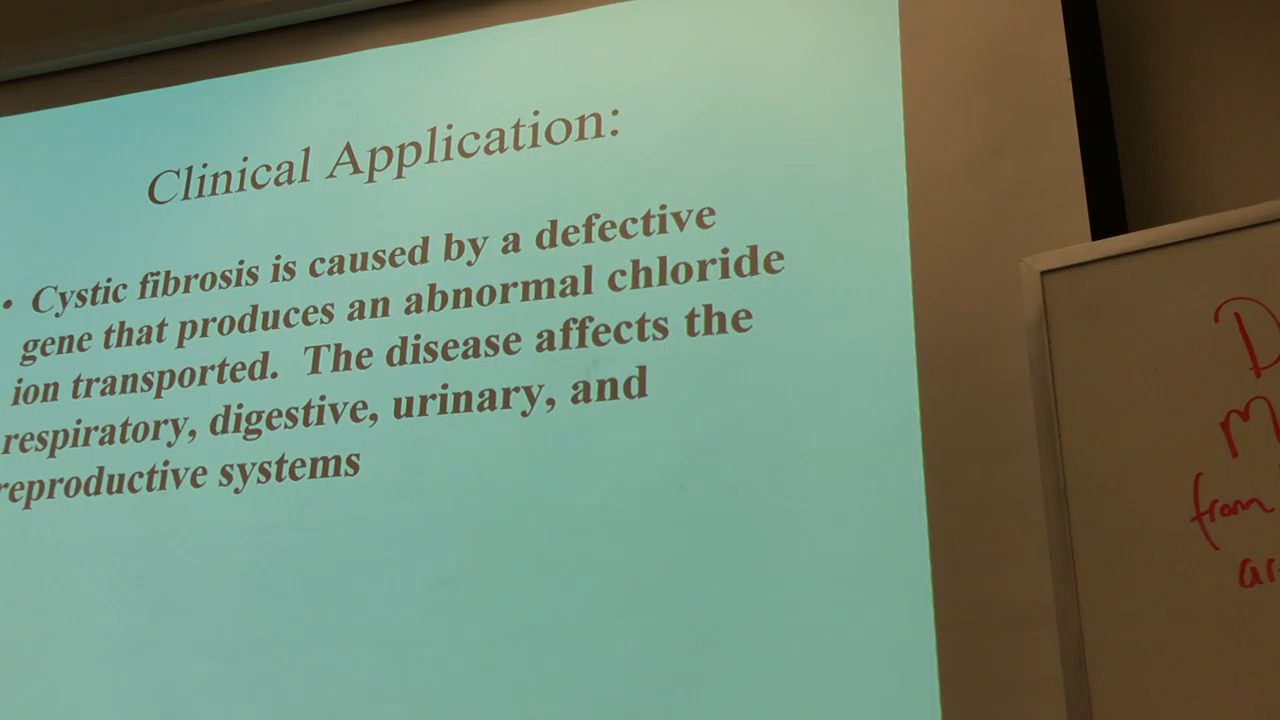 Clinical Application:
• Cystic fibrosis is caused by a defective
gene that produces an abnormal chloride
ion transported. The disease affects the
respiratory, digestive, urinary, and
reproductive systems
from